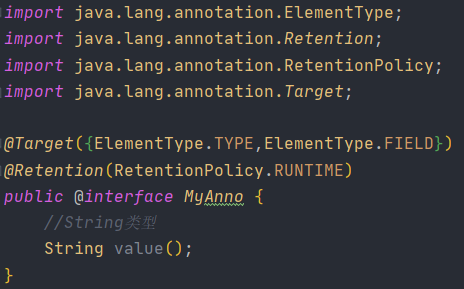 import java.lang.annotation.ElementType;
import java.lang.annotation.Retention;
import java.lang.annotation.RetentionPolicy;
import java.lang.annotation.Target;
@Target({ElementType.TYPE,ElementType.FIELD})
@Retention(RetentionPolicy.RUNTIME)
public @interface MyAnno {
//String类型
String value();
}